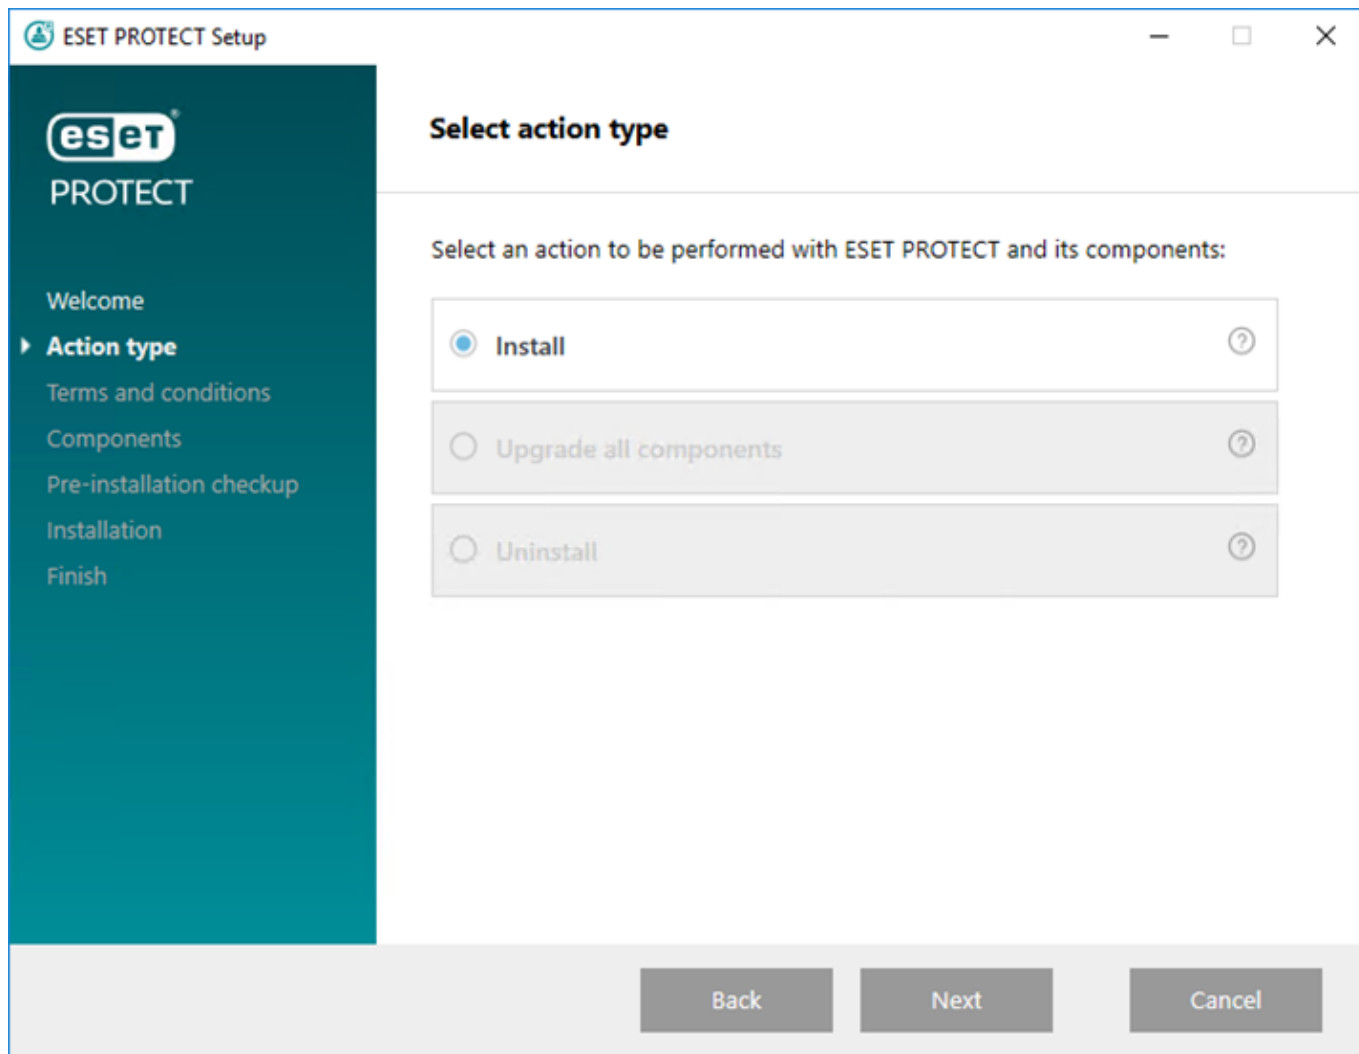 ESET PROTECT Setup
eseT®
PROTECT
Welcome
Action type
Terms and conditions
Components
Pre-installation checkup
Installation
Finish
Select action type
Select an action to be performed with ESET PROTECT and its components:
Install
Upgrade all components
Uninstall
Back Next Cancel